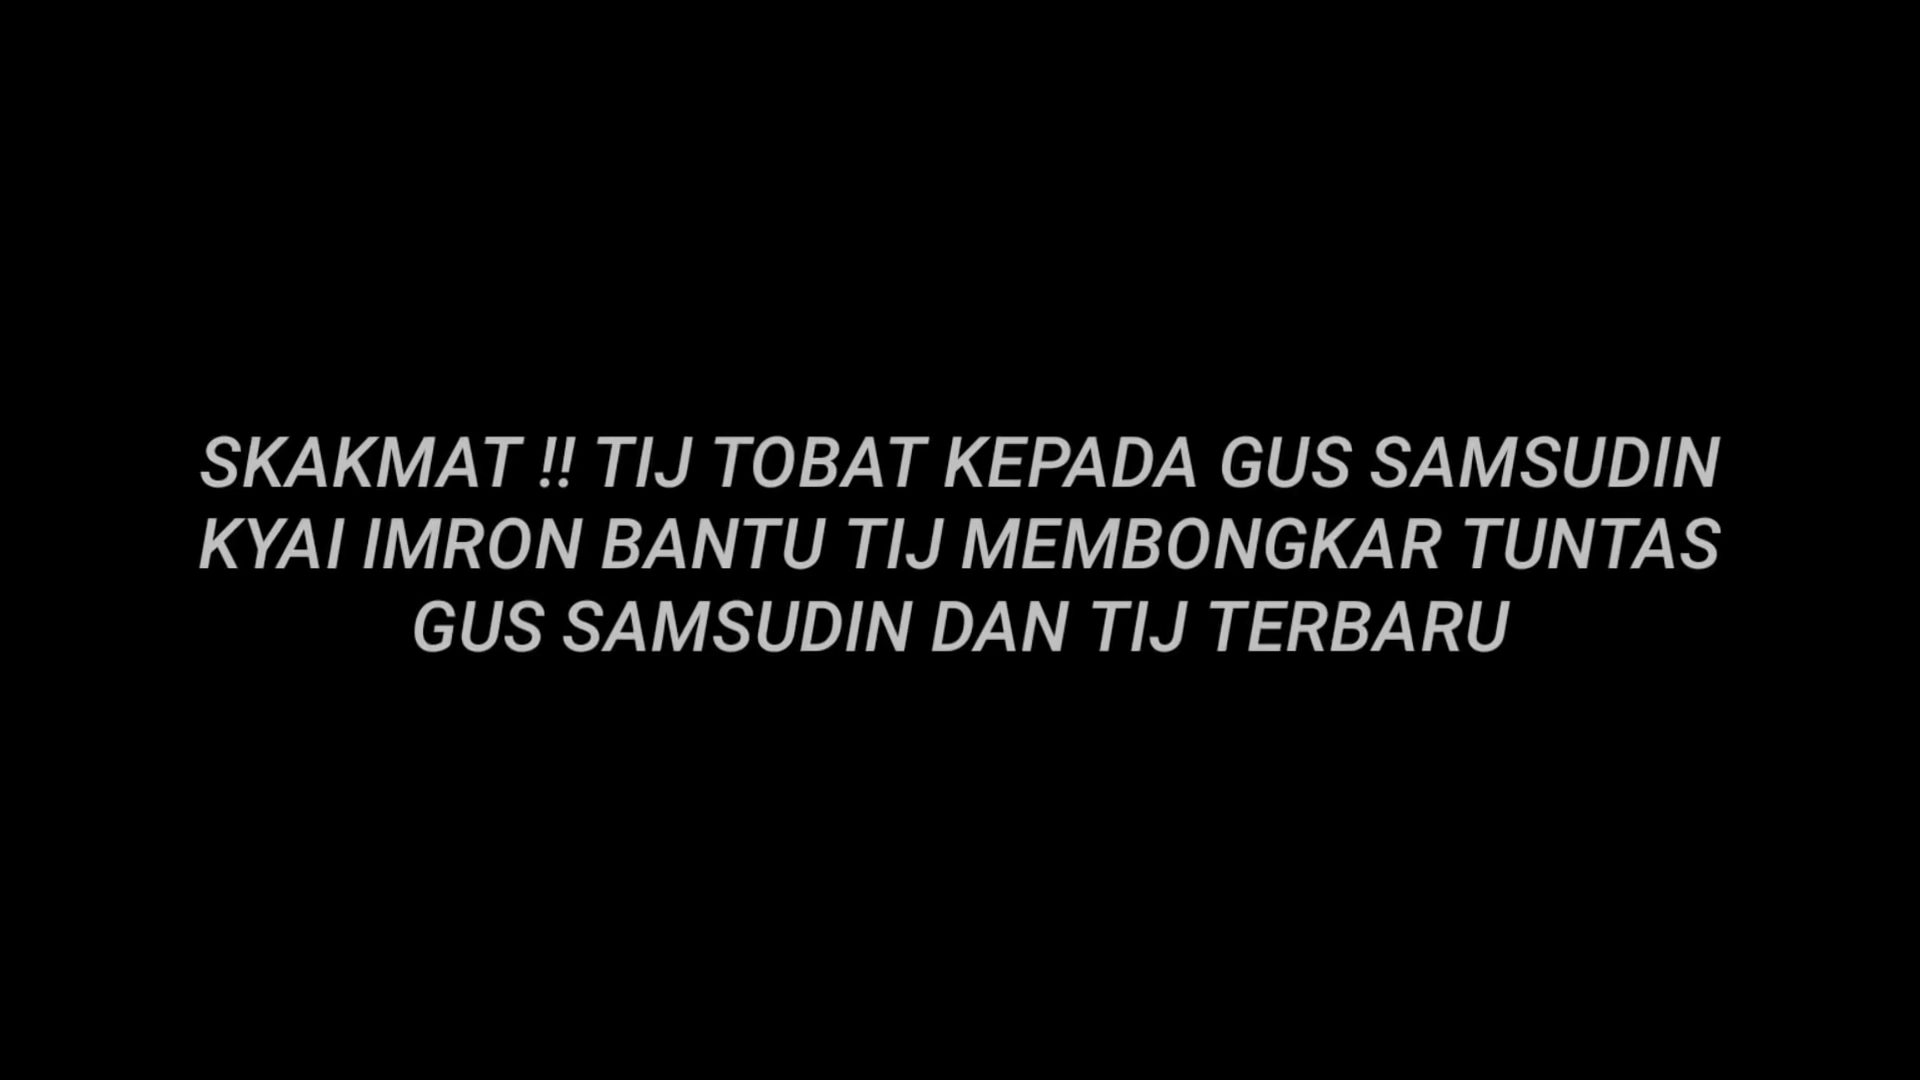 SKAKMAT !! TIJ TOBAT KEPADA GUS SAMSUDIN
KYAI IMRON BANTU TIJ MEMBONGKAR TUNTAS
GUS SAMSUDIN DAN TIJ TERBARU